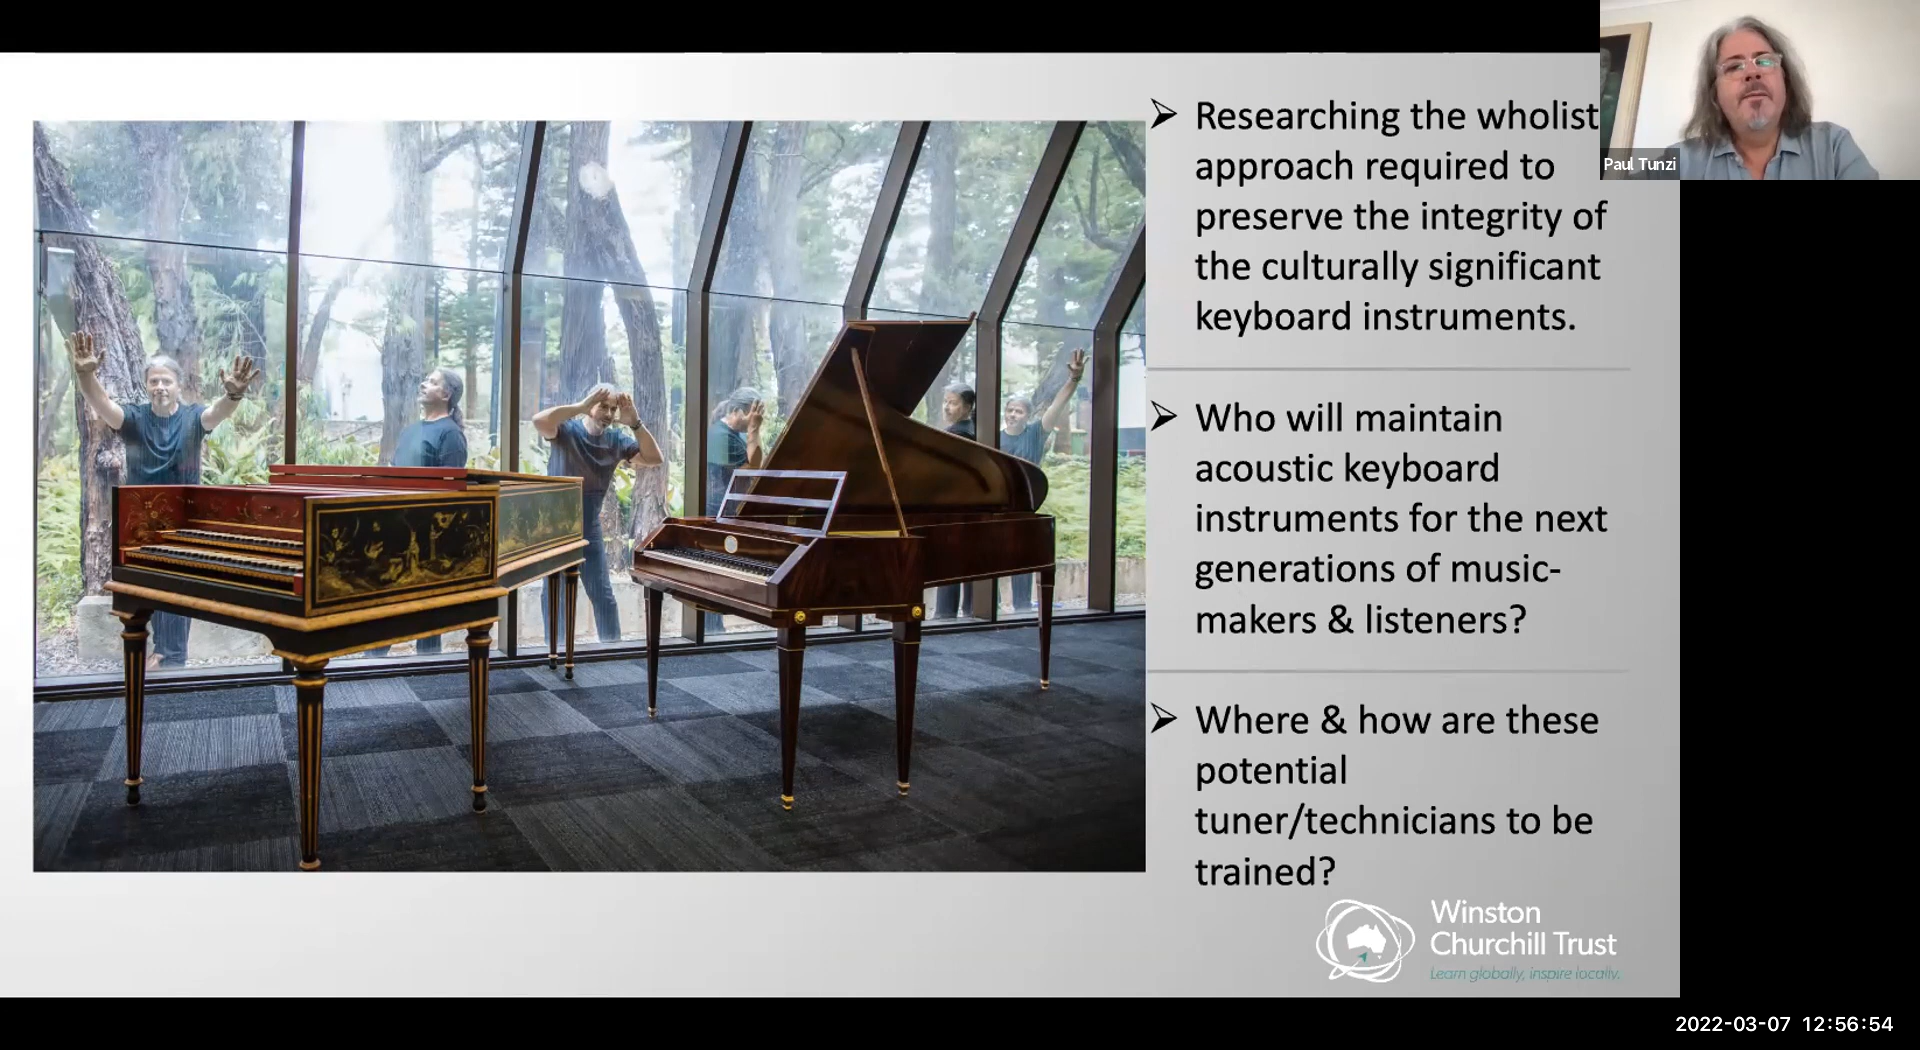 Researching the wholist
approach required to
preserve the integrity of
the culturally significant
keyboard instruments.
Who will maintain
acoustic keyboard
instruments for the next
generations of music-
makers & listeners?
Where & how are these
potential
tuner/technicians to be
trained?
Winston
Churchill Trust
Learn globally, inspire locally.
Paul Tunzi
2022-03-07 12:56:54